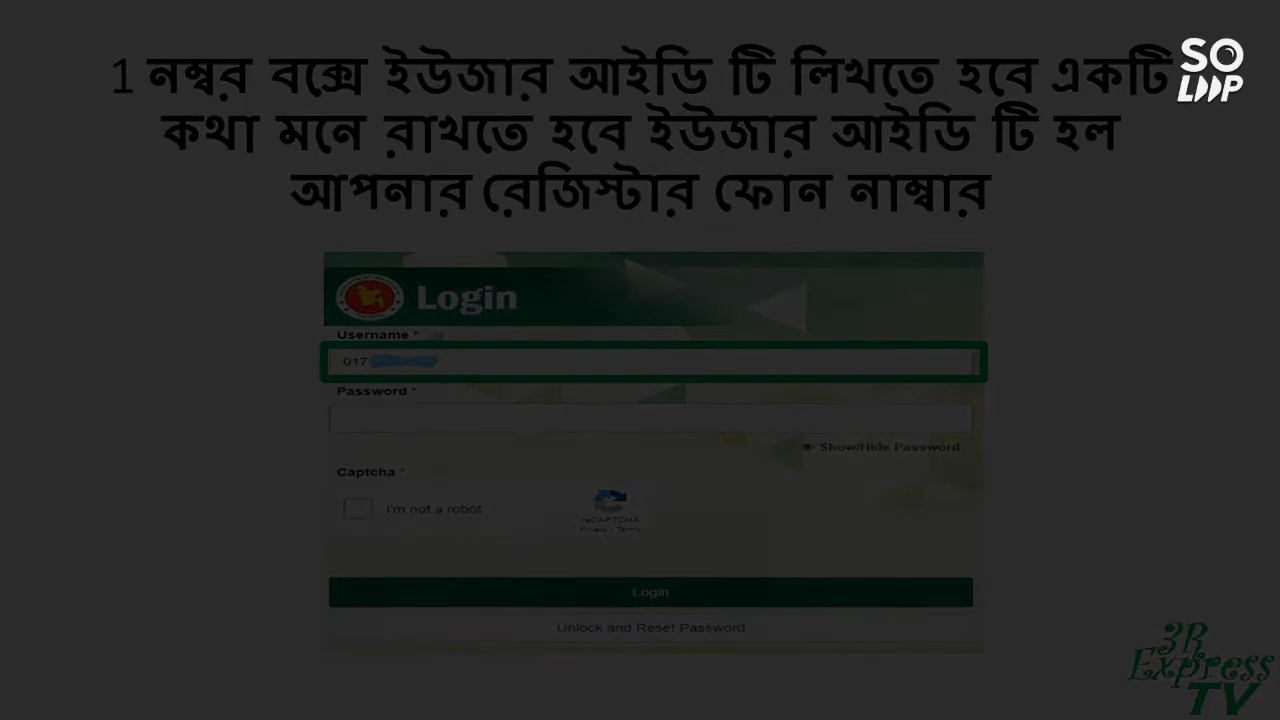 1 নম্বর বক্সে ইউজার আইডি টি লিখতে হবে একটি
কথা মনে রাখতে হবে ইউজার আইডি টি হল
আপনার রেজিস্টার ফোন নাম্বার
SO
LOOP
Login
Username *
017
Password *
Show/Hide Password
Captcha *
I'm not a robot
reCAPTCHA
Privacy - Terms
Login
Unlock and Reset Password
3R
Express
TV